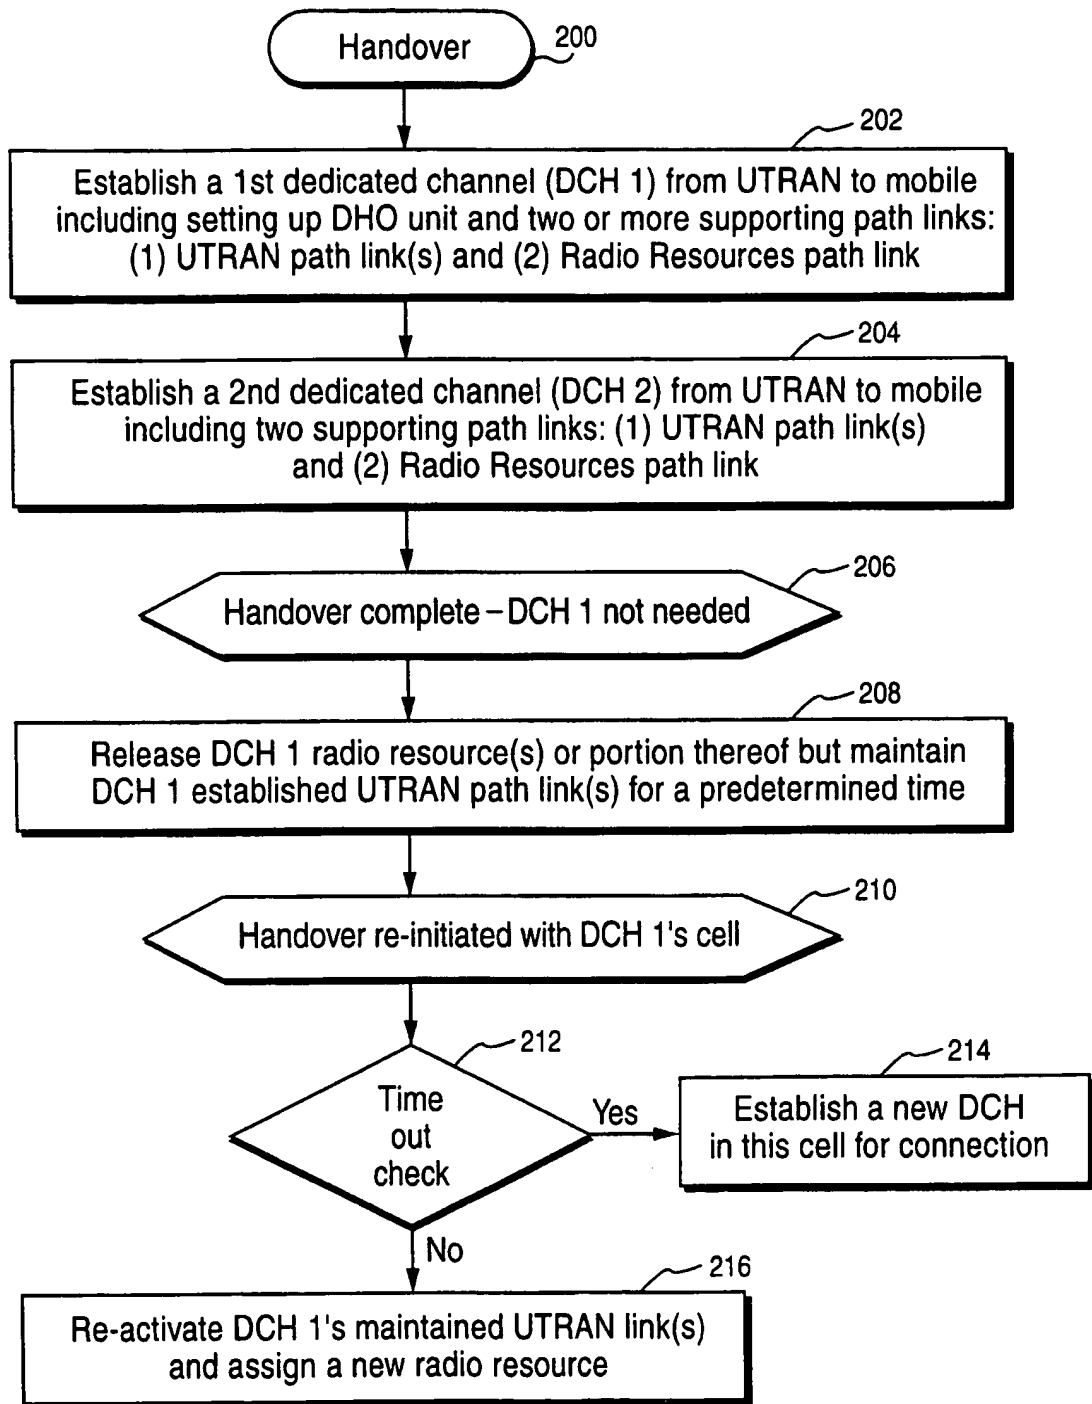 Handover
200
202
Establish a 1st dedicated channel (DCH 1) from UTRAN to mobile
including setting up DHO unit and two or more supporting path links:
(1) UTRAN path link(s) and (2) Radio Resources path link
204
Establish a 2nd dedicated channel (DCH 2) from UTRAN to mobile
including two supporting path links: (1) UTRAN path link(s)
and (2) Radio Resources path link
206
Handover complete – DCH 1 not needed
208
Release DCH 1 radio resource(s) or portion thereof but maintain
DCH 1 established UTRAN path link(s) for a predetermined time
210
Handover re-initiated with DCH 1's cell
212
Time
out
check
Yes
214
Establish a new DCH
in this cell for connection
No
216
Re-activate DCH 1's maintained UTRAN link(s)
and assign a new radio resource